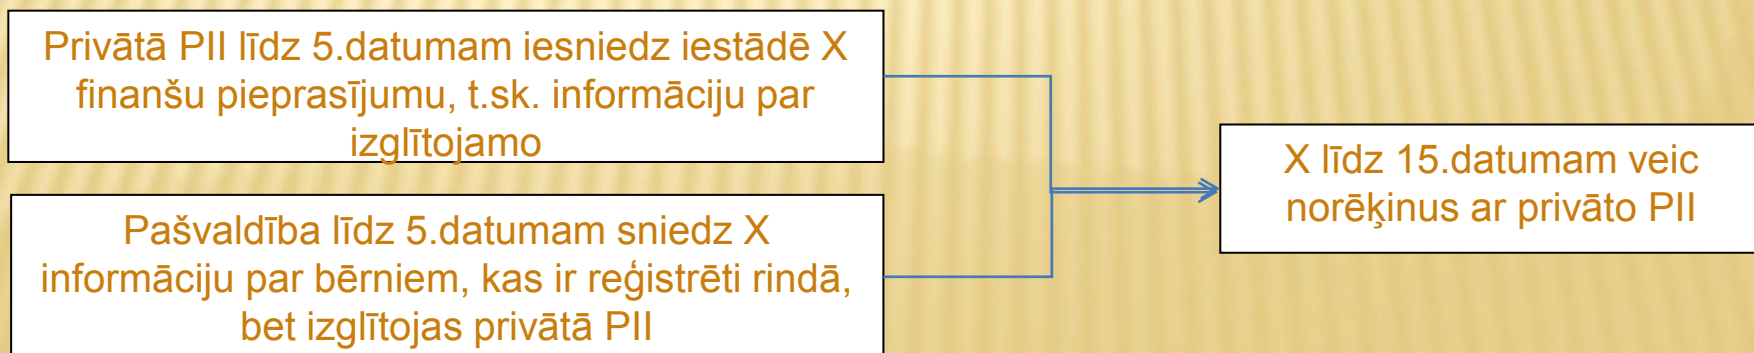 Privātā PII līdz 5.datumam iesniedz iestādē X
finanšu pieprasījumu, t.sk. informāciju par
izglītojamo
Pašvaldība līdz 5.datumam sniedz X
informāciju par bērniem, kas ir reģistrēti rindā,
bet izglītojas privātā PII
X līdz 15.datumam veic
norēķinus ar privāto PII